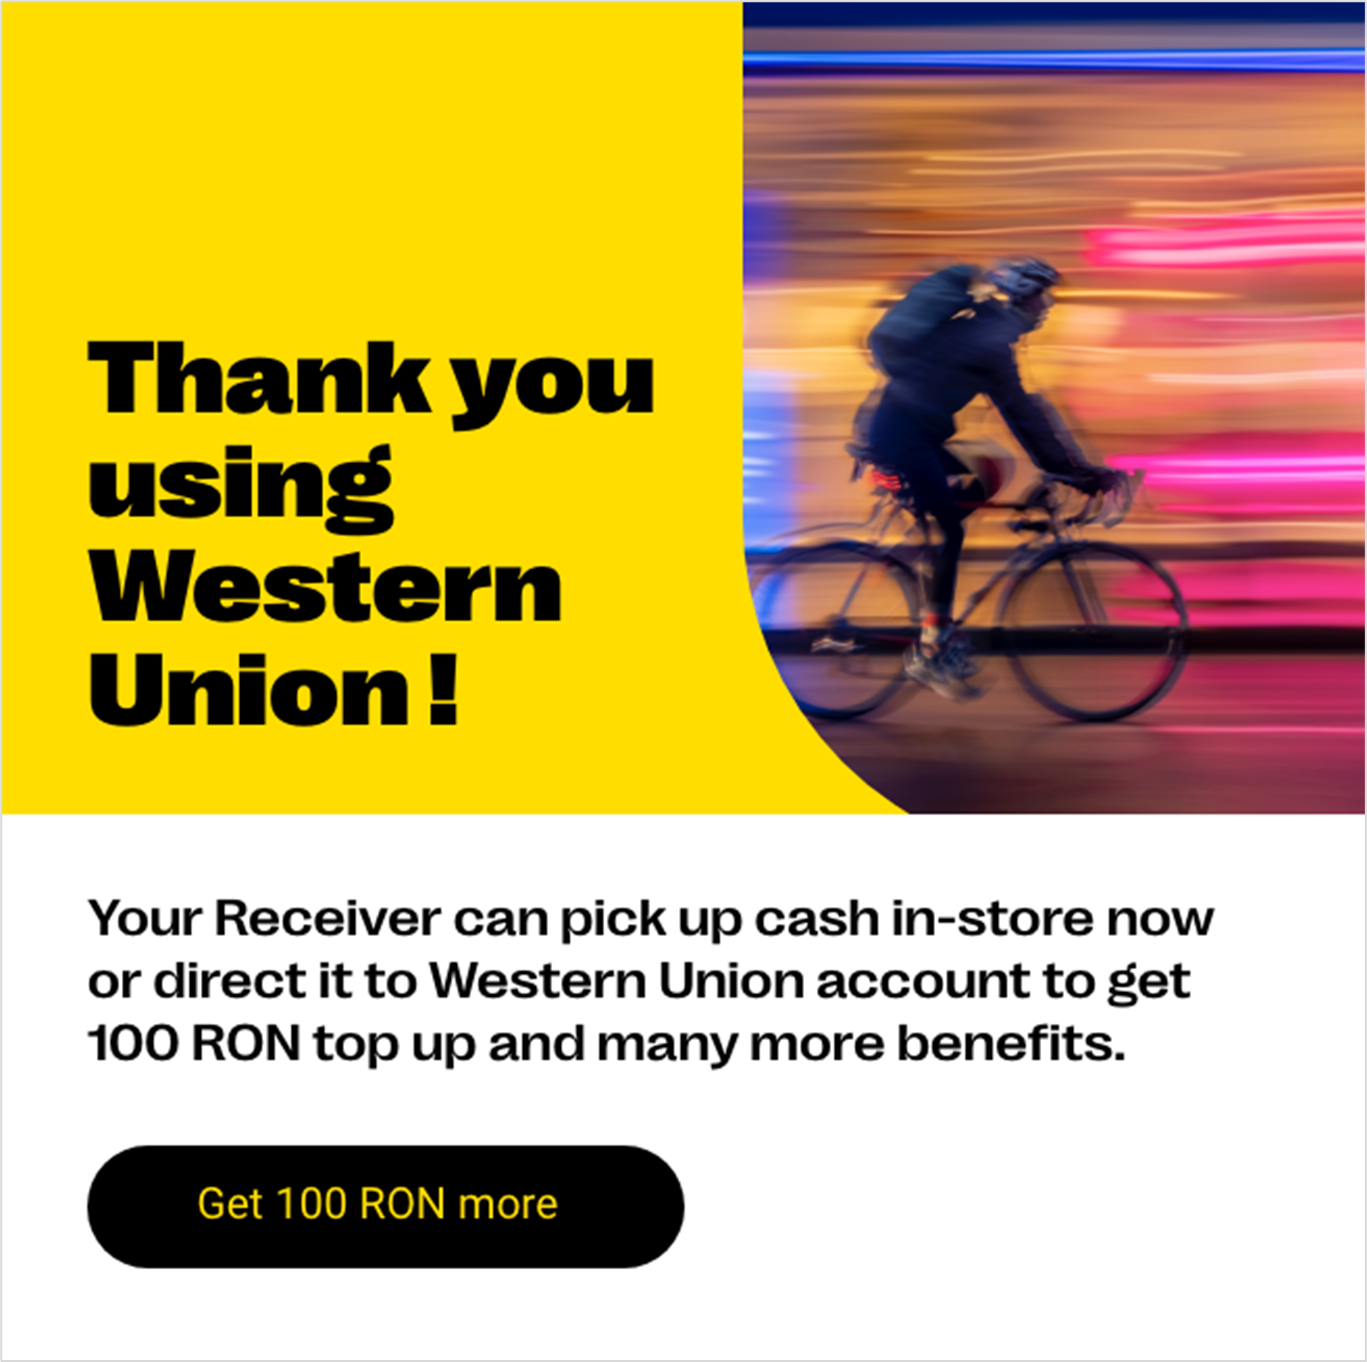 Thank you
using
Western
Union !
Your Receiver can pick up cash in-store now
or direct it to Western Union account to get
100 RON top up and many more benefits.
Get 100 RON more